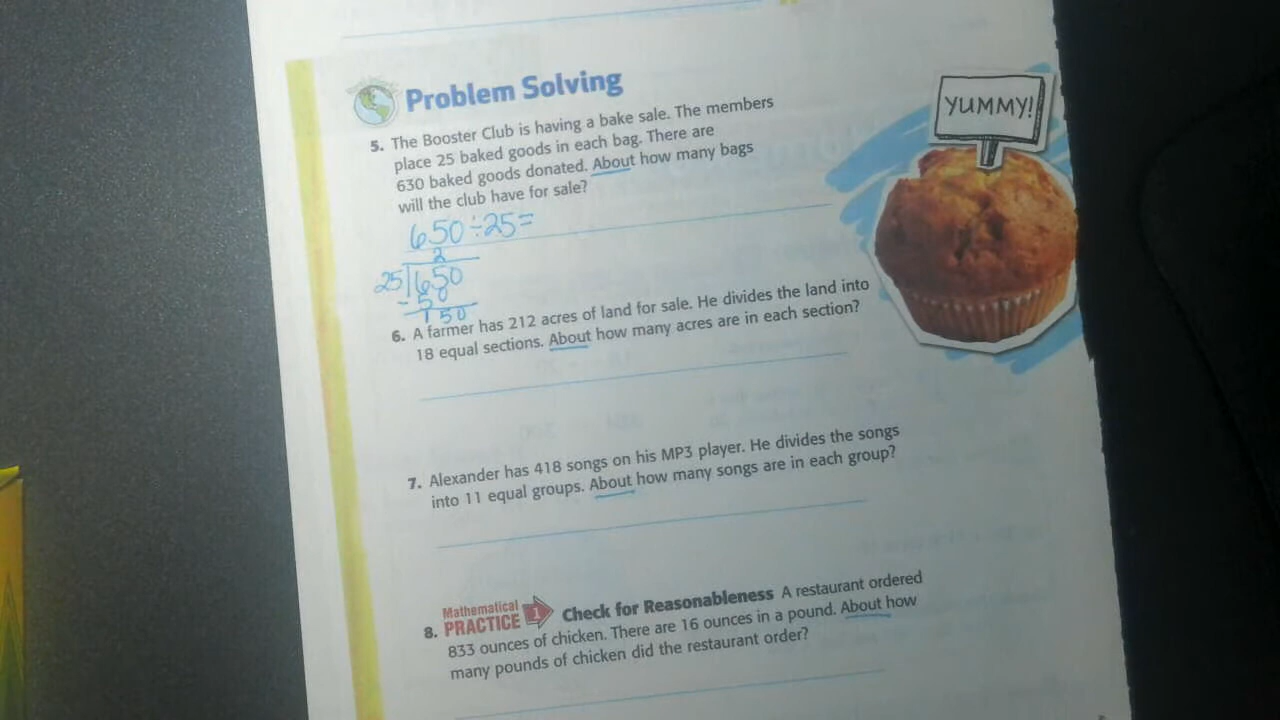 Problem Solving
5. The Booster Club is having a bake sale. The members
place 25 baked goods in each bag. There are
630 baked goods donated. About how many bags
will the club have for sale?
YUMMY!
650÷25=
2
25 650
- 50
150
6. A farmer has 212 acres of land for sale. He divides the land into
18 equal sections. About how many acres are in each section?
7. Alexander has 418 songs on his MP3 player. He divides the songs
into 11 equal groups. About how many songs are in each group?
Mathematical
8. PRACTICE 1 Check for Reasonableness A restaurant ordered
833 ounces of chicken. There are 16 ounces in a pound. About how
many pounds of chicken did the restaurant order?